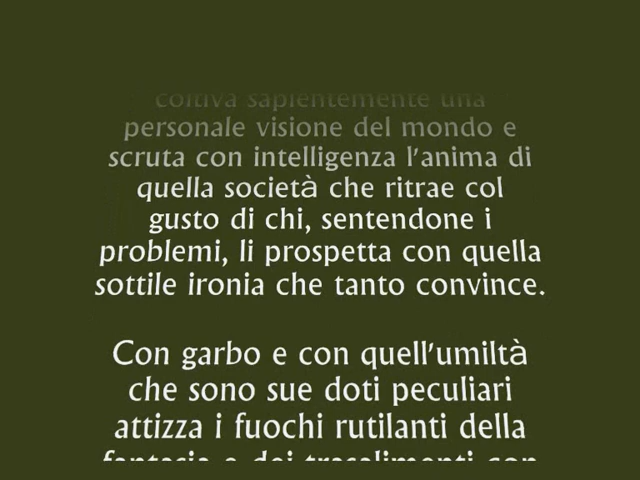 coltiva sapientemente una
personale visione del mondo e
scruta con intelligenza l'anima di
quella società che ritrae col
gusto di chi, sentendone i
problemi, li prospetta con quella
sottile ironia che tanto convince.
Con garbo e con quell'umiltà
che sono sue doti peculiari
attizza i fuochi rutilanti della
fantasia e dei trasalimenti con